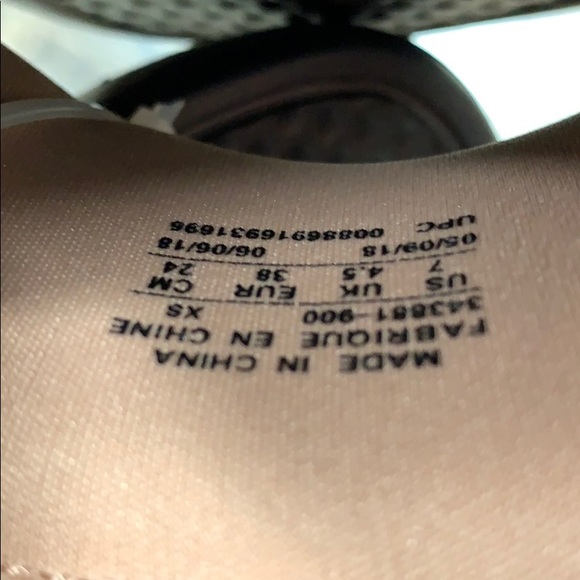 MADE IN CHINA
FABRIQUE EN CHINE
343881-900 XS
US UK EUR CM
7 4.5 38 24
05/09/18 06/06/18
UPC 00886916931696